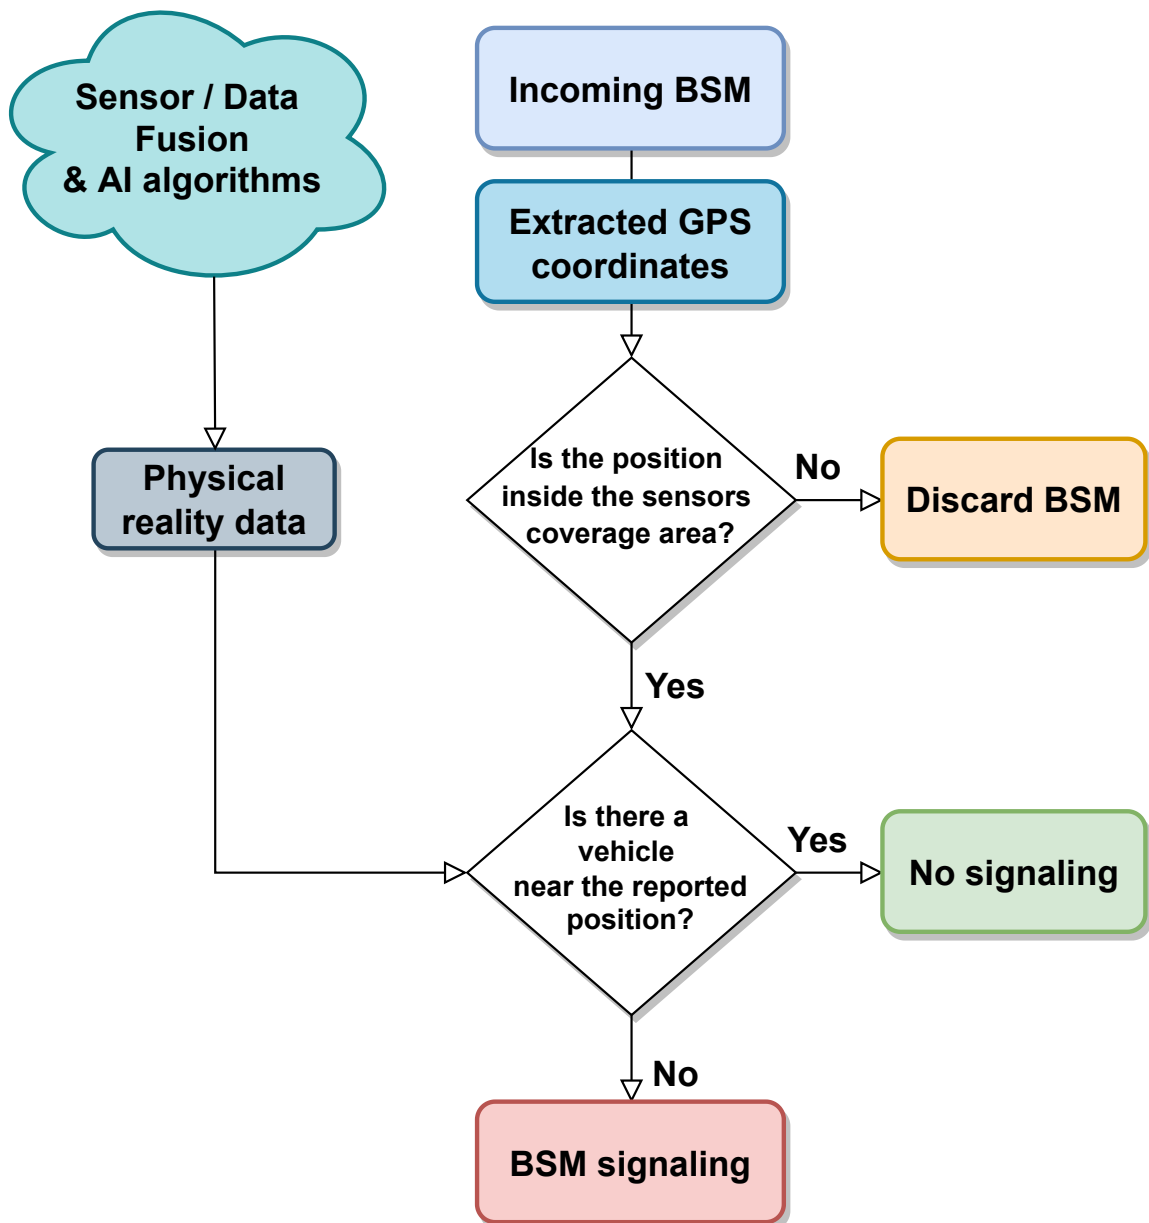 Sensor / Data
Fusion
& AI algorithms
Incoming BSM
Extracted GPS
coordinates
Is the position
inside the sensors
coverage area?
No
Discard BSM
Physical
reality data
Yes
Is there a
vehicle
near the reported
position?
Yes
No signaling
No
BSM signaling